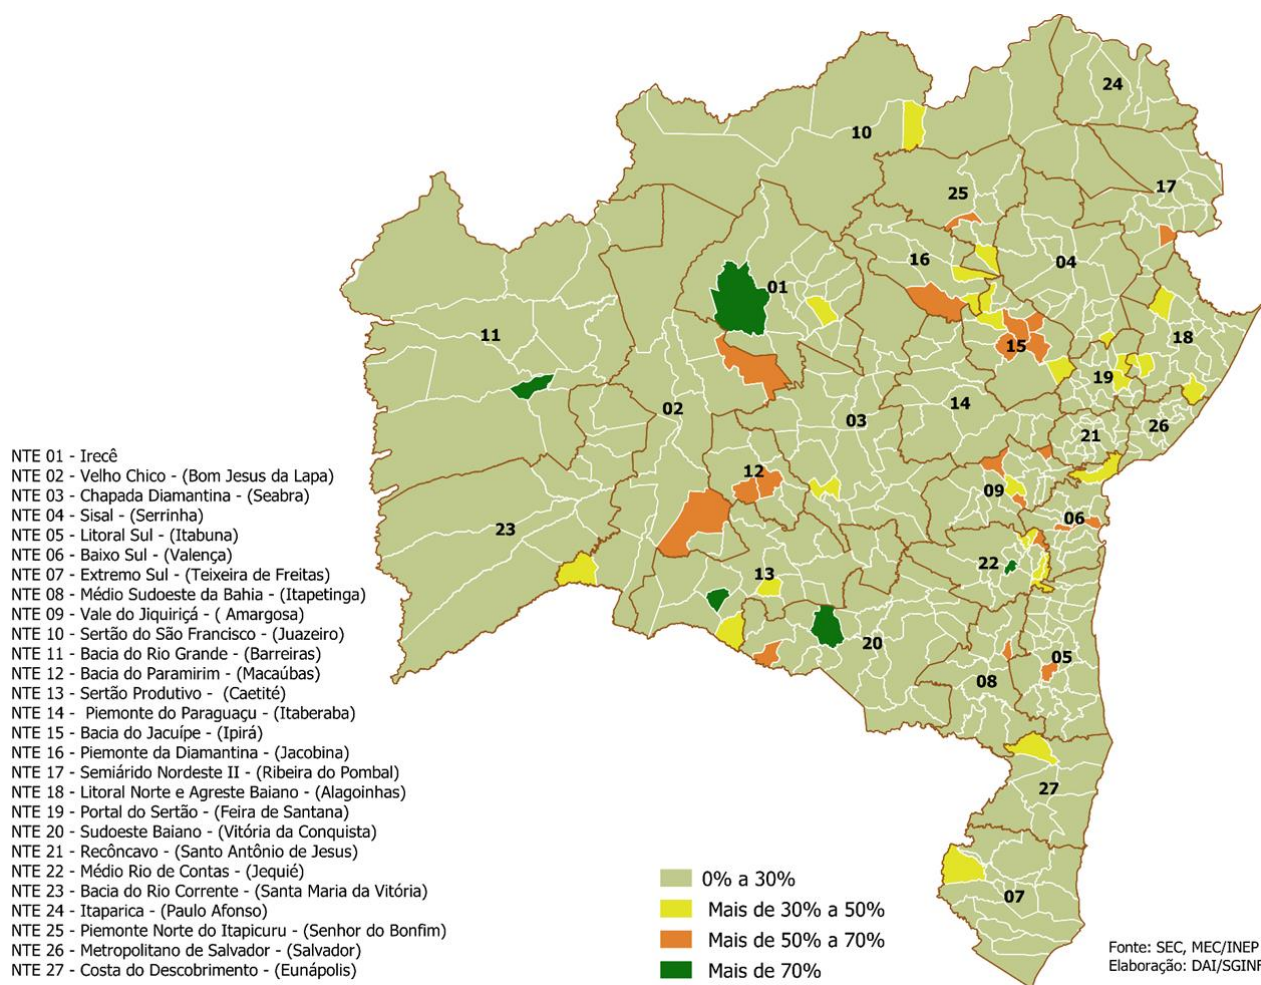 24
10
17
25
16
04
01
11
18
15
19
02
14
03
26
21
12
09
06
23
22
13
20
05
08
27
07
NTE 01 - Irecê
NTE 02 - Velho Chico - (Bom Jesus da Lapa)
NTE 03 - Chapada Diamantina - (Seabra)
NTE 04 - Sisal - (Serrinha)
NTE 05 - Litoral Sul - (Itabuna)
NTE 06 - Baixo Sul - (Valença)
NTE 07 - Extremo Sul - (Teixeira de Freitas)
NTE 08 - Médio Sudoeste da Bahia - (Itapetinga)
NTE 09 - Vale do Jiquiriçá - ( Amargosa)
NTE 10 - Sertão do São Francisco - (Juazeiro)
NTE 11 - Bacia do Rio Grande - (Barreiras)
NTE 12 - Bacia do Paramirim - (Macaúbas)
NTE 13 - Sertão Produtivo - (Caetité)
NTE 14 - Piemonte do Paraguaçu - (Itaberaba)
NTE 15 - Bacia do Jacuípe - (Ipirá)
NTE 16 - Piemonte da Diamantina - (Jacobina)
NTE 17 - Semiárido Nordeste II - (Ribeira do Pombal)
NTE 18 - Litoral Norte e Agreste Baiano - (Alagoinhas)
NTE 19 - Portal do Sertão - (Feira de Santana)
NTE 20 - Sudoeste Baiano - (Vitória da Conquista)
NTE 21 - Recôncavo - (Santo Antônio de Jesus)
NTE 22 - Médio Rio de Contas - (Jequié)
NTE 23 - Bacia do Rio Corrente - (Santa Maria da Vitória)
NTE 24 - Itaparica - (Paulo Afonso)
NTE 25 - Piemonte Norte do Itapicuru - (Senhor do Bonfim)
NTE 26 - Metropolitano de Salvador - (Salvador)
NTE 27 - Costa do Descobrimento - (Eunápolis)
0% a 30%
Mais de 30% a 50%
Mais de 50% a 70%
Mais de 70%
Fonte: SEC, MEC/INEP
Elaboração: DAI/SGINF